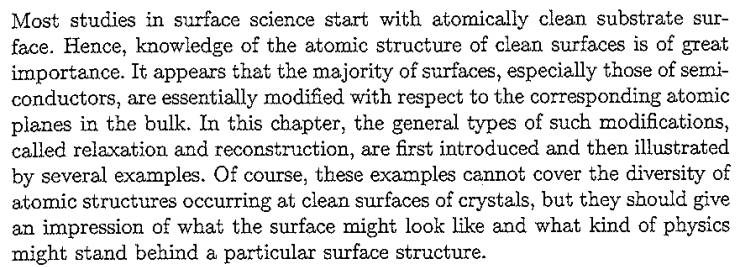 Most studies in surface science start with atomically clean substrate sur-
face. Hence, knowledge of the atomic structure of clean surfaces is of great
importance. It appears that the majority of surfaces, especially those of semi-
conductors, are essentially modified with respect to the corresponding atomic
planes in the bulk. In this chapter, the general types of such modifications,
called relaxation and reconstruction, are first introduced and then illustrated
by several examples. Of course, these examples cannot cover the diversity of
atomic structures occurring at clean surfaces of crystals, but they should give
an impression of what the surface might look like and what kind of physics
might stand behind a particular surface structure.